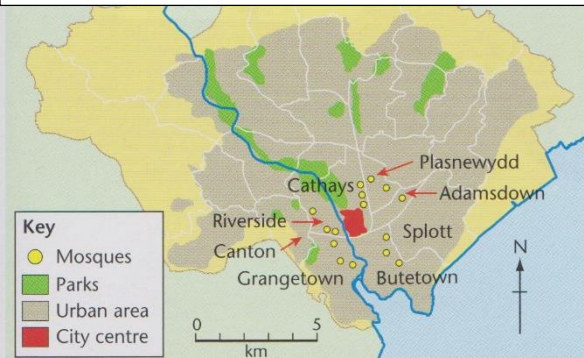 Plasnewydd
Cathays
Adamsdown
Riverside
Splott
Canton
Grangetown
Butetown
N
Key
Mosques
Parks
Urban area
City centre
0 5
km